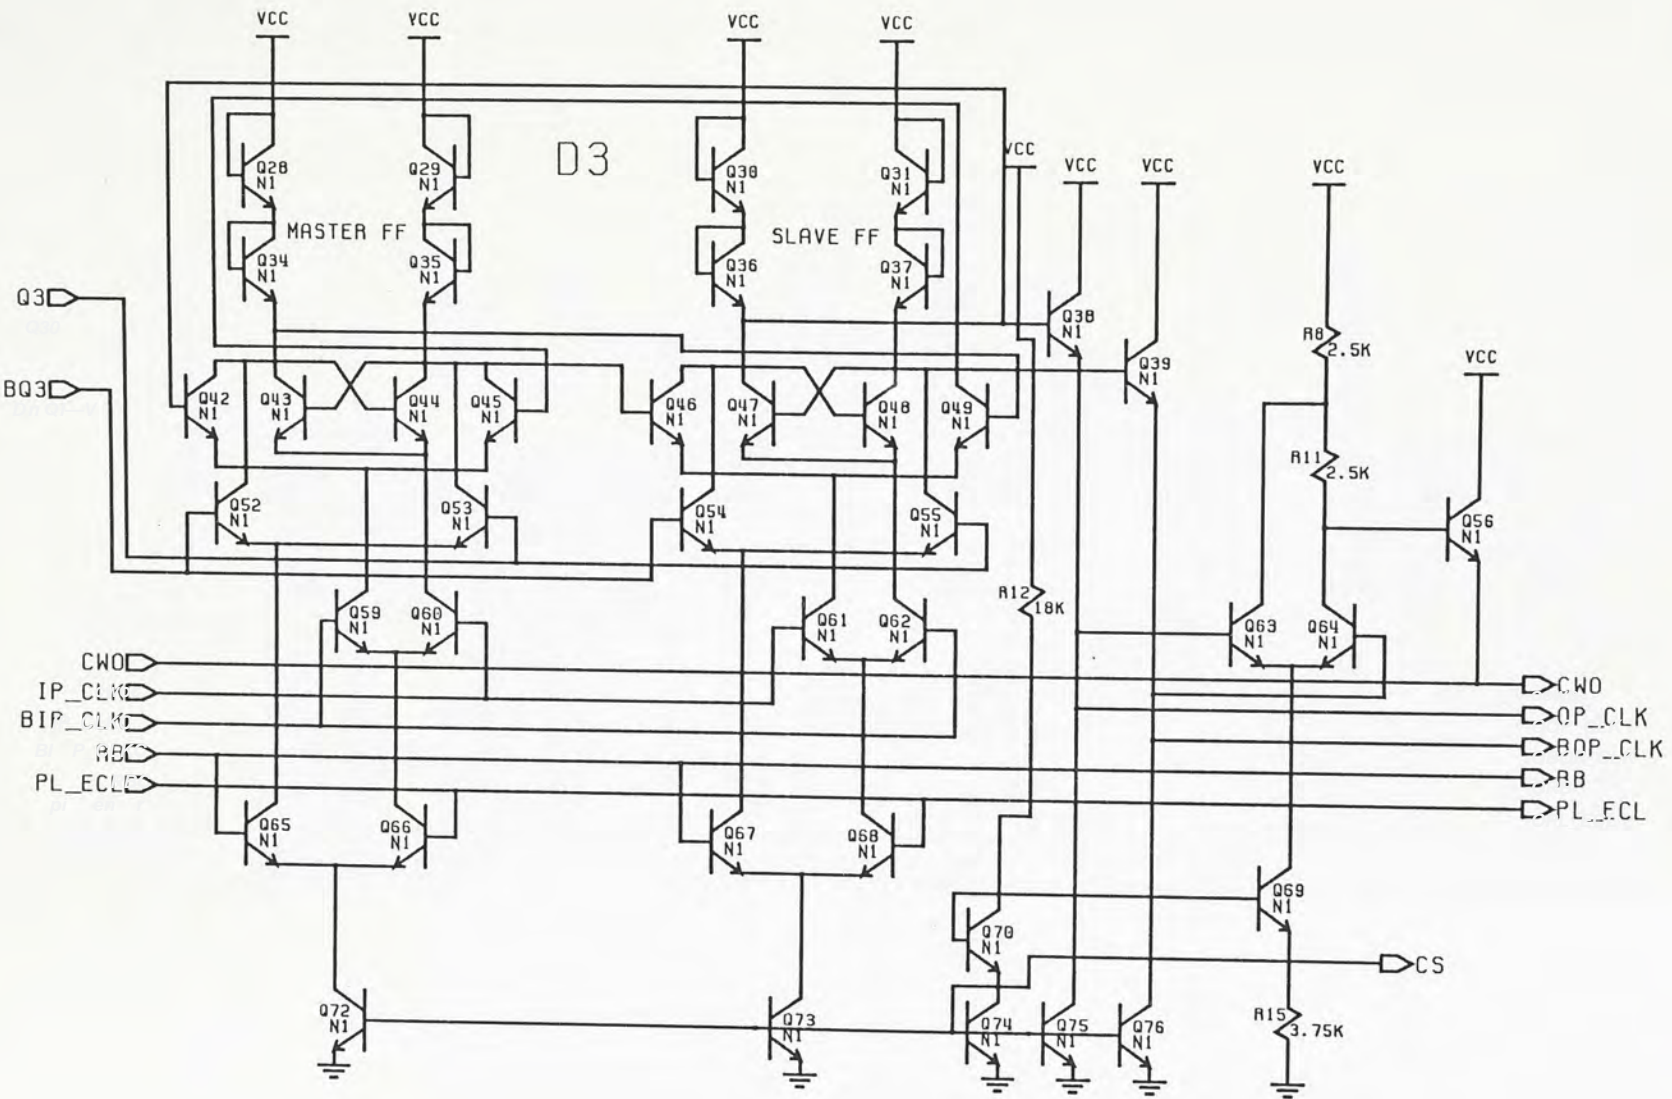 VCC
VCC
VCC
VCC
D3
Q28
N1
Q29
N1
Q30
N1
Q31
N1
VCC
VCC
VCC
VCC
MASTER FF
SLAVE FF
Q34
N1
Q35
N1
Q36
N1
Q37
N1
Q3
Q38
N1
R8
2.5K
BQ3
Q39
N1
VCC
Q42
N1
Q43
N1
Q44
N1
Q45
N1
Q46
N1
Q47
N1
Q48
N1
Q49
N1
R11
2.5K
Q52
N1
Q53
N1
Q54
N1
Q55
N1
Q56
N1
R12
18K
Q59
N1
Q60
N1
Q61
N1
Q62
N1
Q63
N1
Q64
N1
CWO
CWO
IP_CLK
OP_CLK
BIP_CLK
BOP_CLK
RB
RB
PL_ECL
PL_ECL
Q65
N1
Q66
N1
Q67
N1
Q68
N1
Q69
N1
Q70
N1
CS
Q72
N1
Q73
N1
Q74
N1
Q75
N1
Q76
N1
R15
3.75K